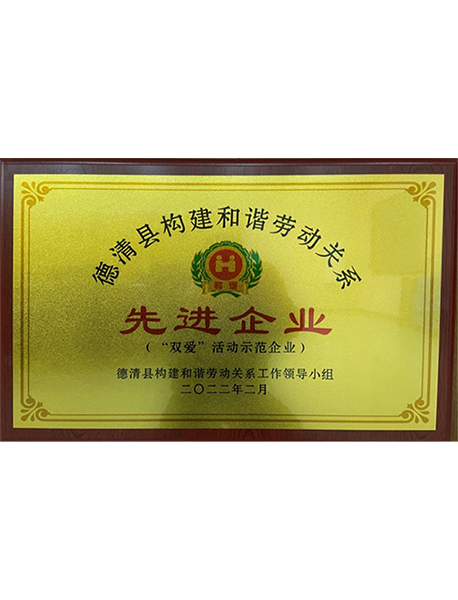 德清县构建和谐劳动关系
和谐
先进企业
(“双爱”活动示范企业)
德清县构建和谐劳动关系工作领导小组
二〇二二年二月